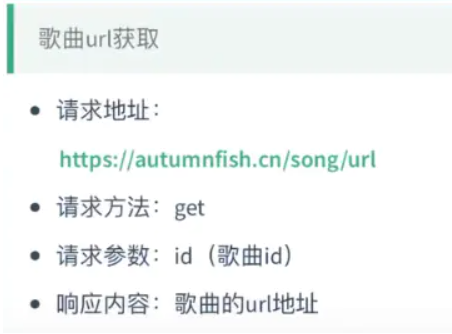 歌曲url获取
请求地址：
https://autumnfish.cn/song/url
请求方法：get
请求参数：id（歌曲id）
响应内容：歌曲的url地址